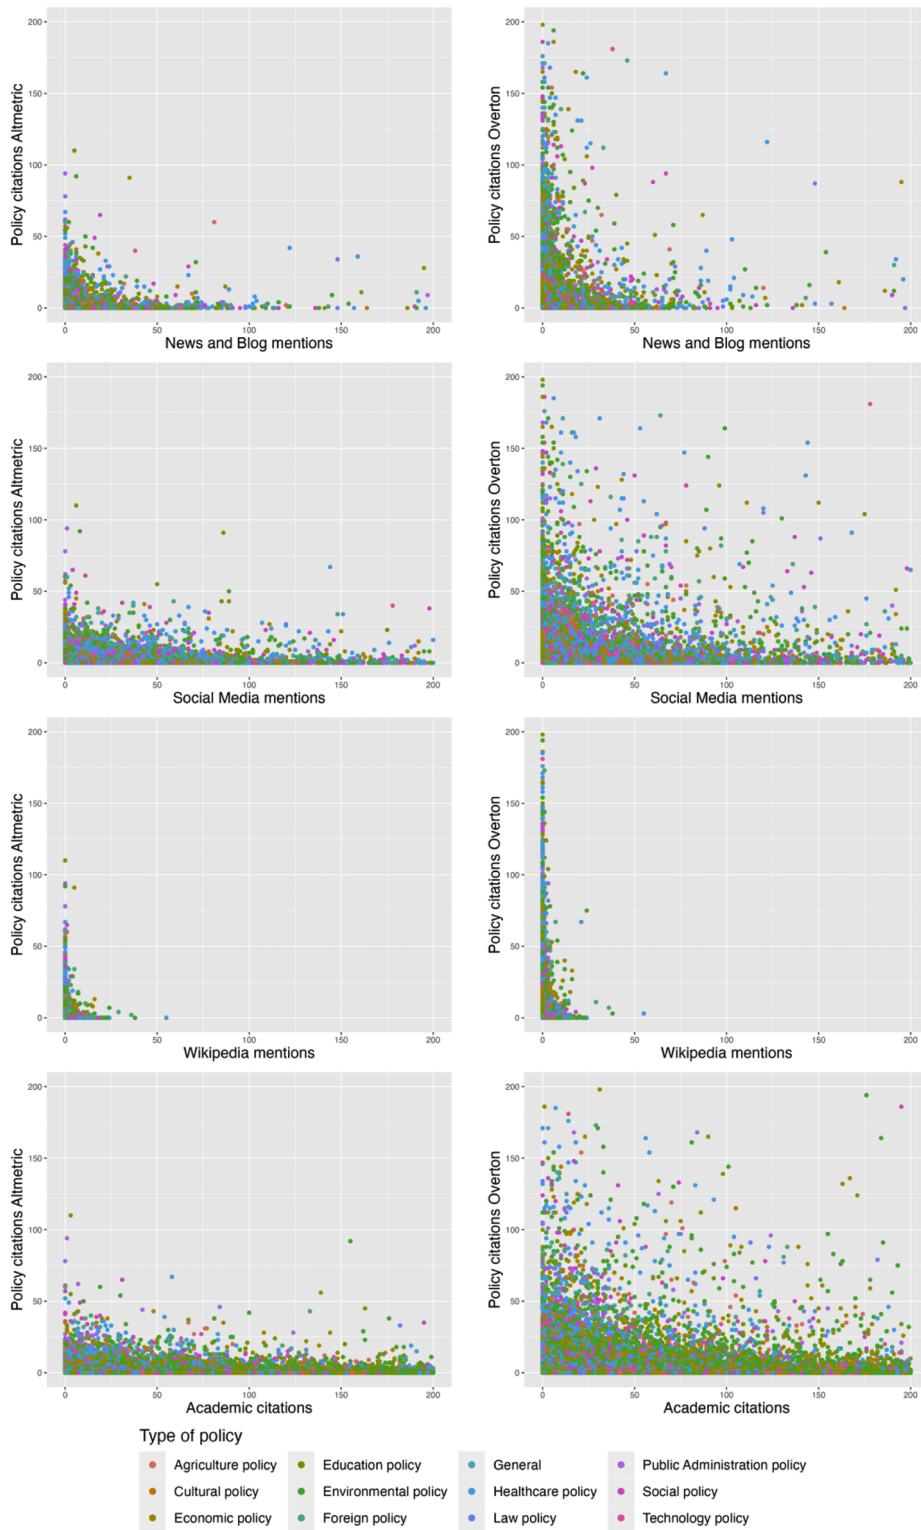 200
150
100
50
0
Policy citations Altmetric
0 50 100 150 200
News and Blog mentions
200
150
100
50
0
Policy citations Overton
0 50 100 150 200
News and Blog mentions
200
150
100
50
0
Policy citations Altmetric
0 50 100 150 200
Social Media mentions
200
150
100
50
0
Policy citations Overton
0 50 100 150 200
Social Media mentions
200
150
100
50
0
Policy citations Altmetric
0 50 100 150 200
Wikipedia mentions
200
150
100
50
0
Policy citations Overton
0 50 100 150 200
Wikipedia mentions
200
150
100
50
0
Policy citations Altmetric
0 50 100 150 200
Academic citations
200
150
100
50
0
Policy citations Overton
0 50 100 150 200
Academic citations
Type of policy
Agriculture policy Education policy General Public Administration policy
Cultural policy Environmental policy Healthcare policy Social policy
Economic policy Foreign policy Law policy Technology policy